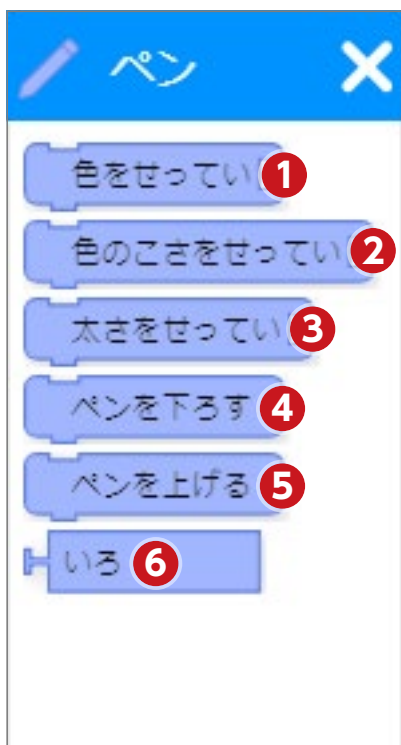 ペン
色をせってい 1
色のこさをせってい 2
太さをせってい 3
ペンを下ろす 4
ペンを上げる 5
いろ 6